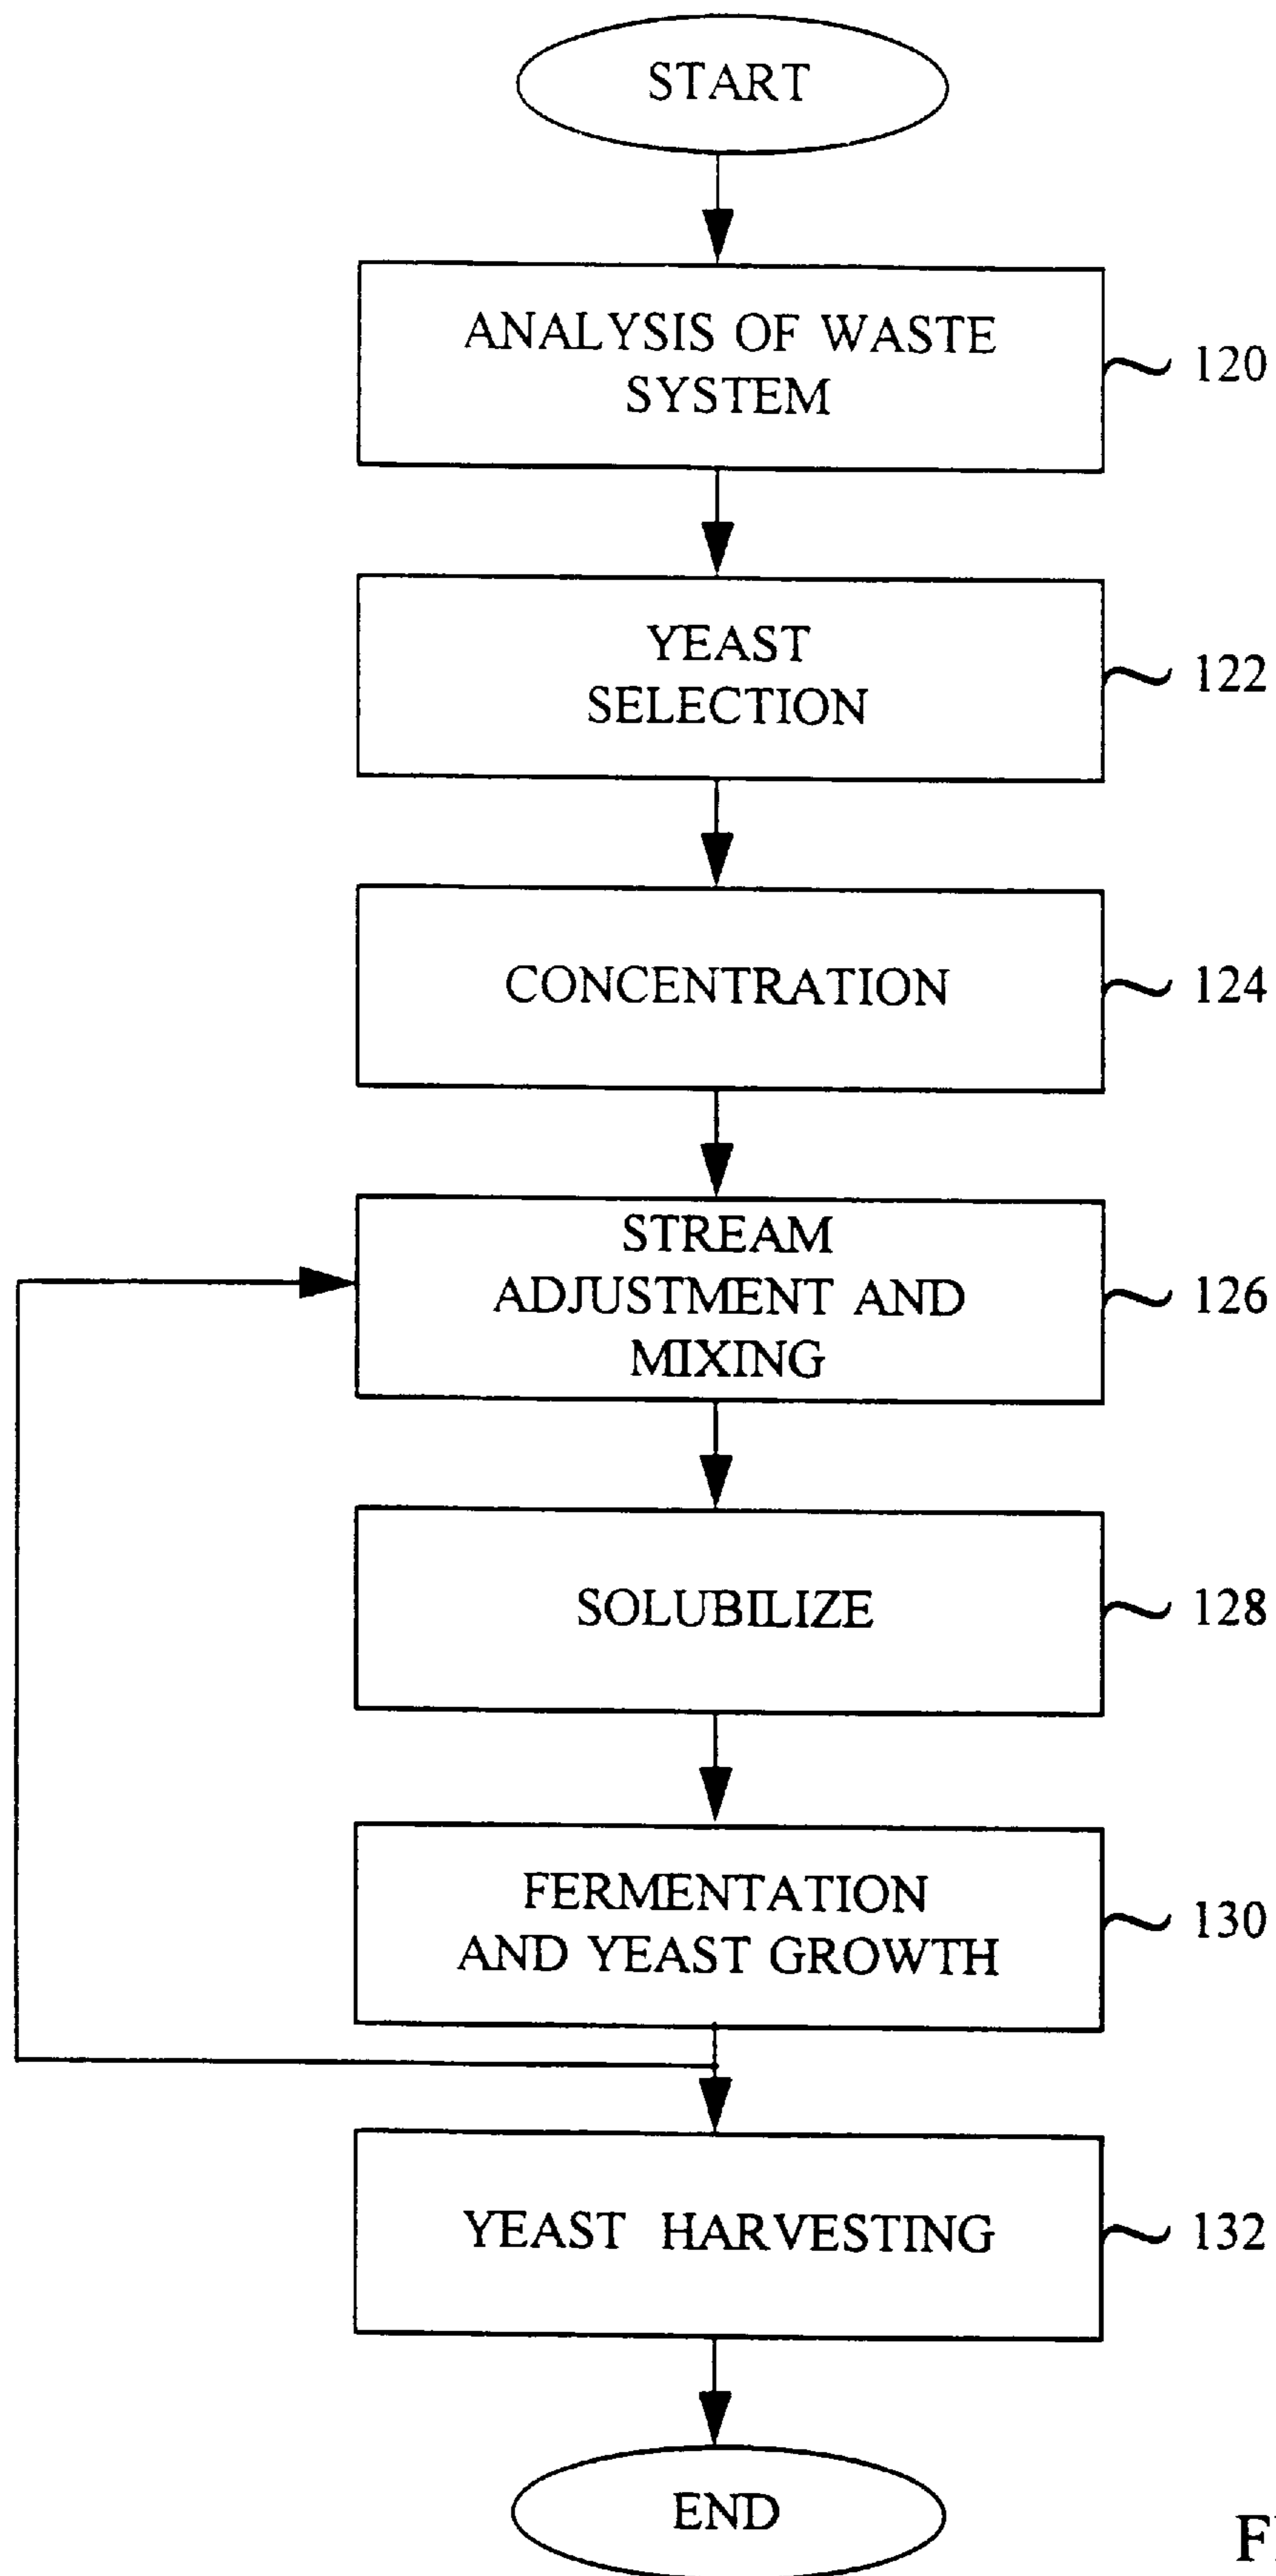 START
ANALYSIS OF WASTE
SYSTEM
120
YEAST
SELECTION
122
CONCENTRATION
124
STREAM
ADJUSTMENT AND
MIXING
126
SOLUBILIZE
128
FERMENTATION
AND YEAST GROWTH
130
YEAST HARVESTING
132
END